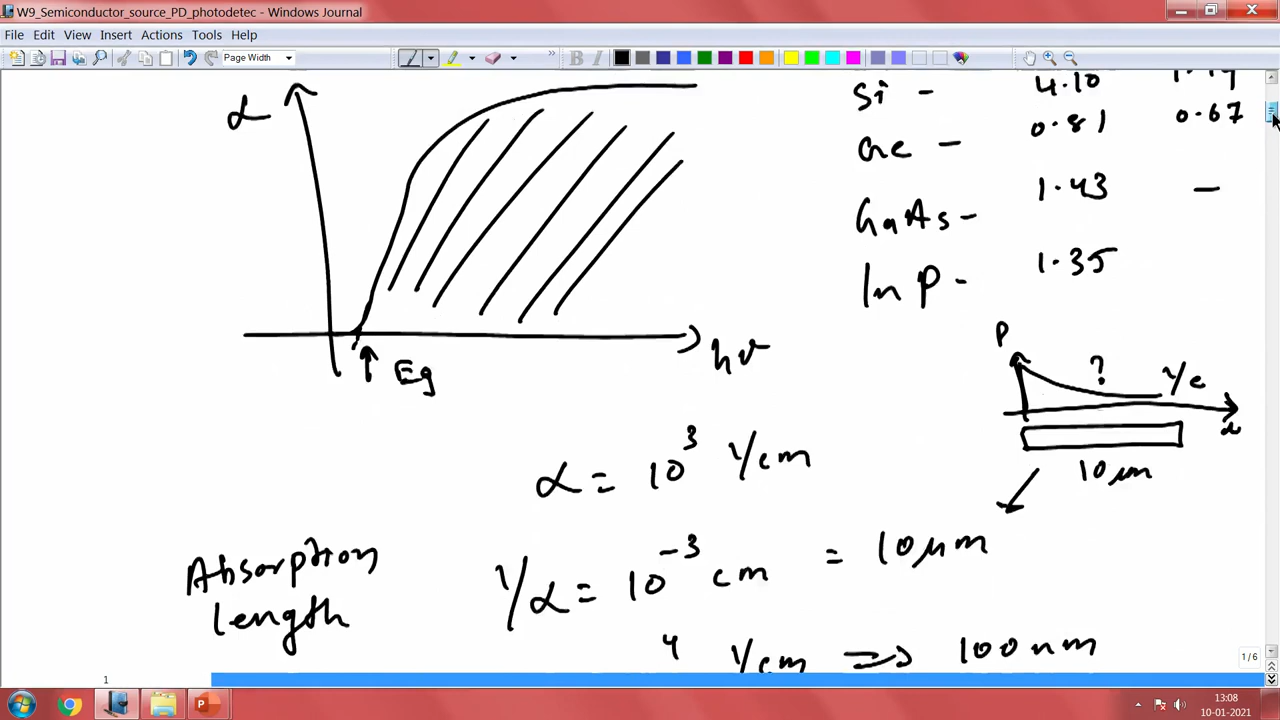 W9_Semiconductor_source_PD_photodetec - Windows Journal
File Edit View Insert Actions Tools Help
Page Width
B I
α
Si - 4.10
Ge - 0.81 0.67
GaAs - 1.43 -
InP - 1.35
Eg
hν
P
?
1/e
10 μm
α = 10³ 1/cm
Absorption
length
1/α = 10⁻³ cm = 10 μm
4 1/cm ⇒ 100 nm
1 / 6
1
13:08
10-01-2021